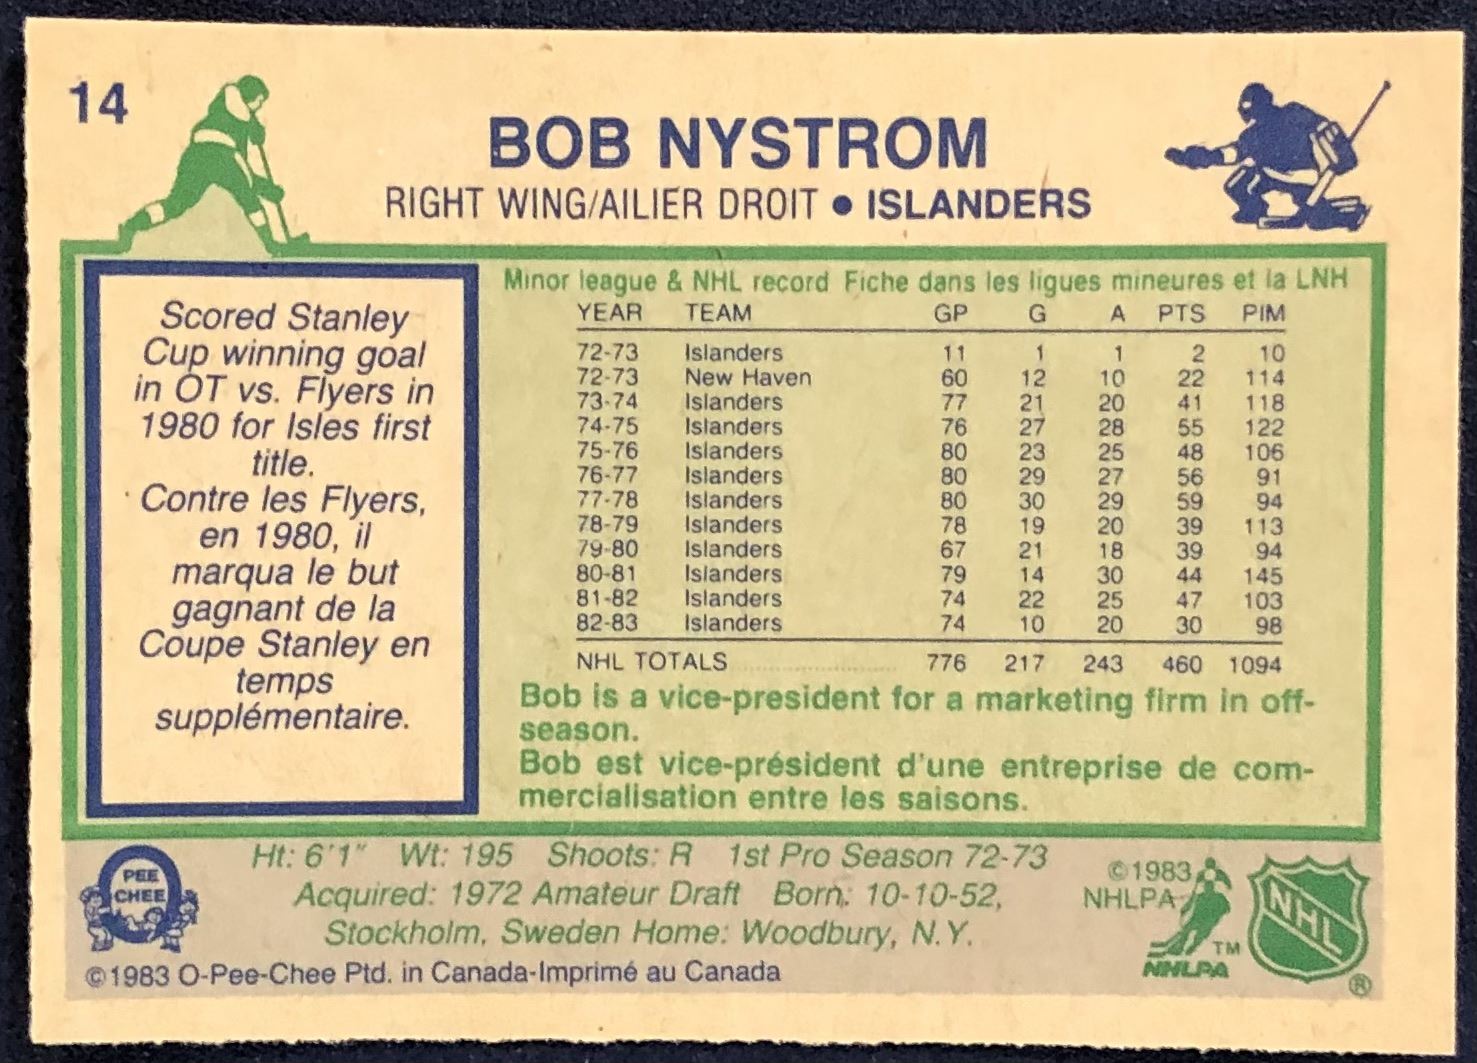 14
BOB NYSTROM
RIGHT WING/AILIER DROIT • ISLANDERS
Scored Stanley
Cup winning goal
in OT vs. Flyers in
1980 for Isles first
title.
Contre les Flyers,
en 1980, il
marqua le but
gagnant de la
Coupe Stanley en
temps
supplémentaire.
Minor league & NHL record Fiche dans les ligues mineures et la LNH
YEAR TEAM GP G A PTS PIM
72-73 Islanders 11 1 1 2 10
72-73 New Haven 60 12 10 22 114
73-74 Islanders 77 21 20 41 118
74-75 Islanders 76 27 28 55 122
75-76 Islanders 80 23 25 48 106
76-77 Islanders 80 29 27 56 91
77-78 Islanders 80 30 29 59 94
78-79 Islanders 78 19 20 39 113
79-80 Islanders 67 21 18 39 94
80-81 Islanders 79 14 30 44 145
81-82 Islanders 74 22 25 47 103
82-83 Islanders 74 10 20 30 98
NHL TOTALS 776 217 243 460 1094
Bob is a vice-president for a marketing firm in off-
season.
Bob est vice-président d'une entreprise de com-
mercialisation entre les saisons.
Ht: 6'1" Wt: 195 Shoots: R 1st Pro Season 72-73
Acquired: 1972 Amateur Draft Born: 10-10-52,
Stockholm, Sweden Home: Woodbury, N.Y.
©1983 O-Pee-Chee Ptd. in Canada-Imprimé au Canada
PEE
CHEE
©1983
NHLPA
TM
NHLPA
NHL
®